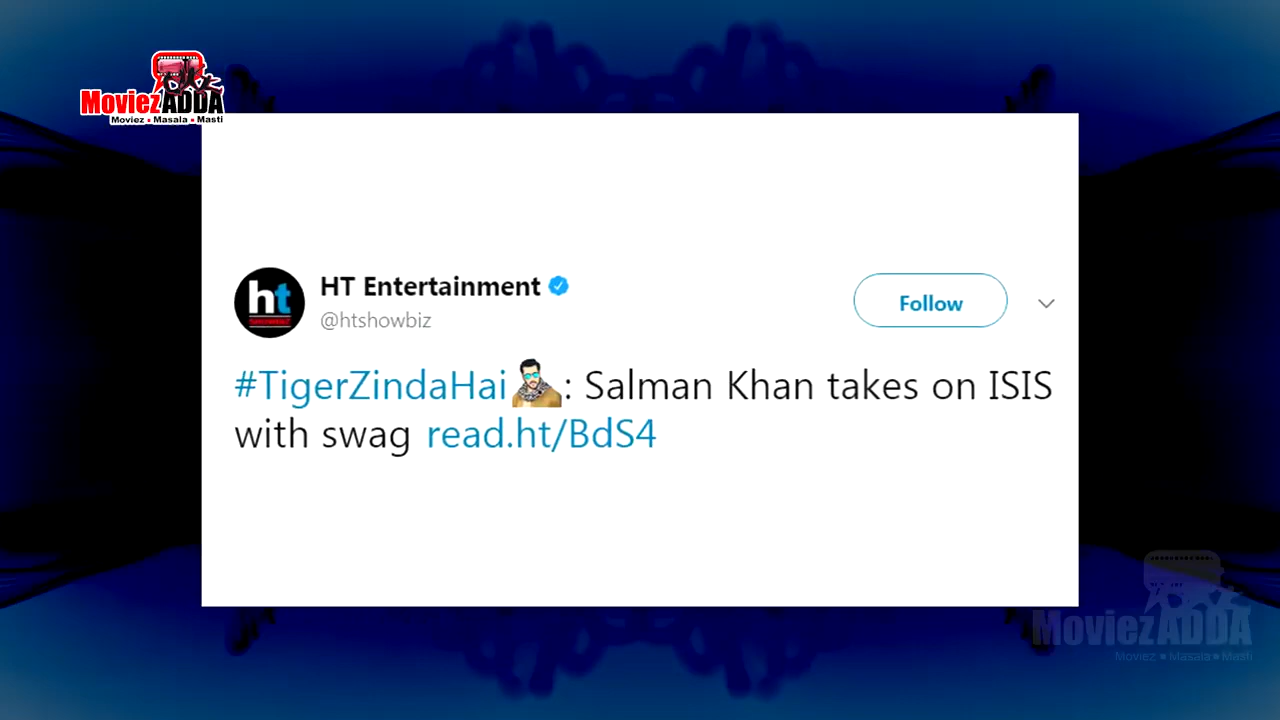 MoviezADDA
Moviez ▪ Masala ▪ Masti
HT Entertainment
@htshowbiz
Follow
#TigerZindaHai: Salman Khan takes on ISIS
with swag read.ht/BdS4
MoviezADDA
Moviez ▪ Masala ▪ Masti